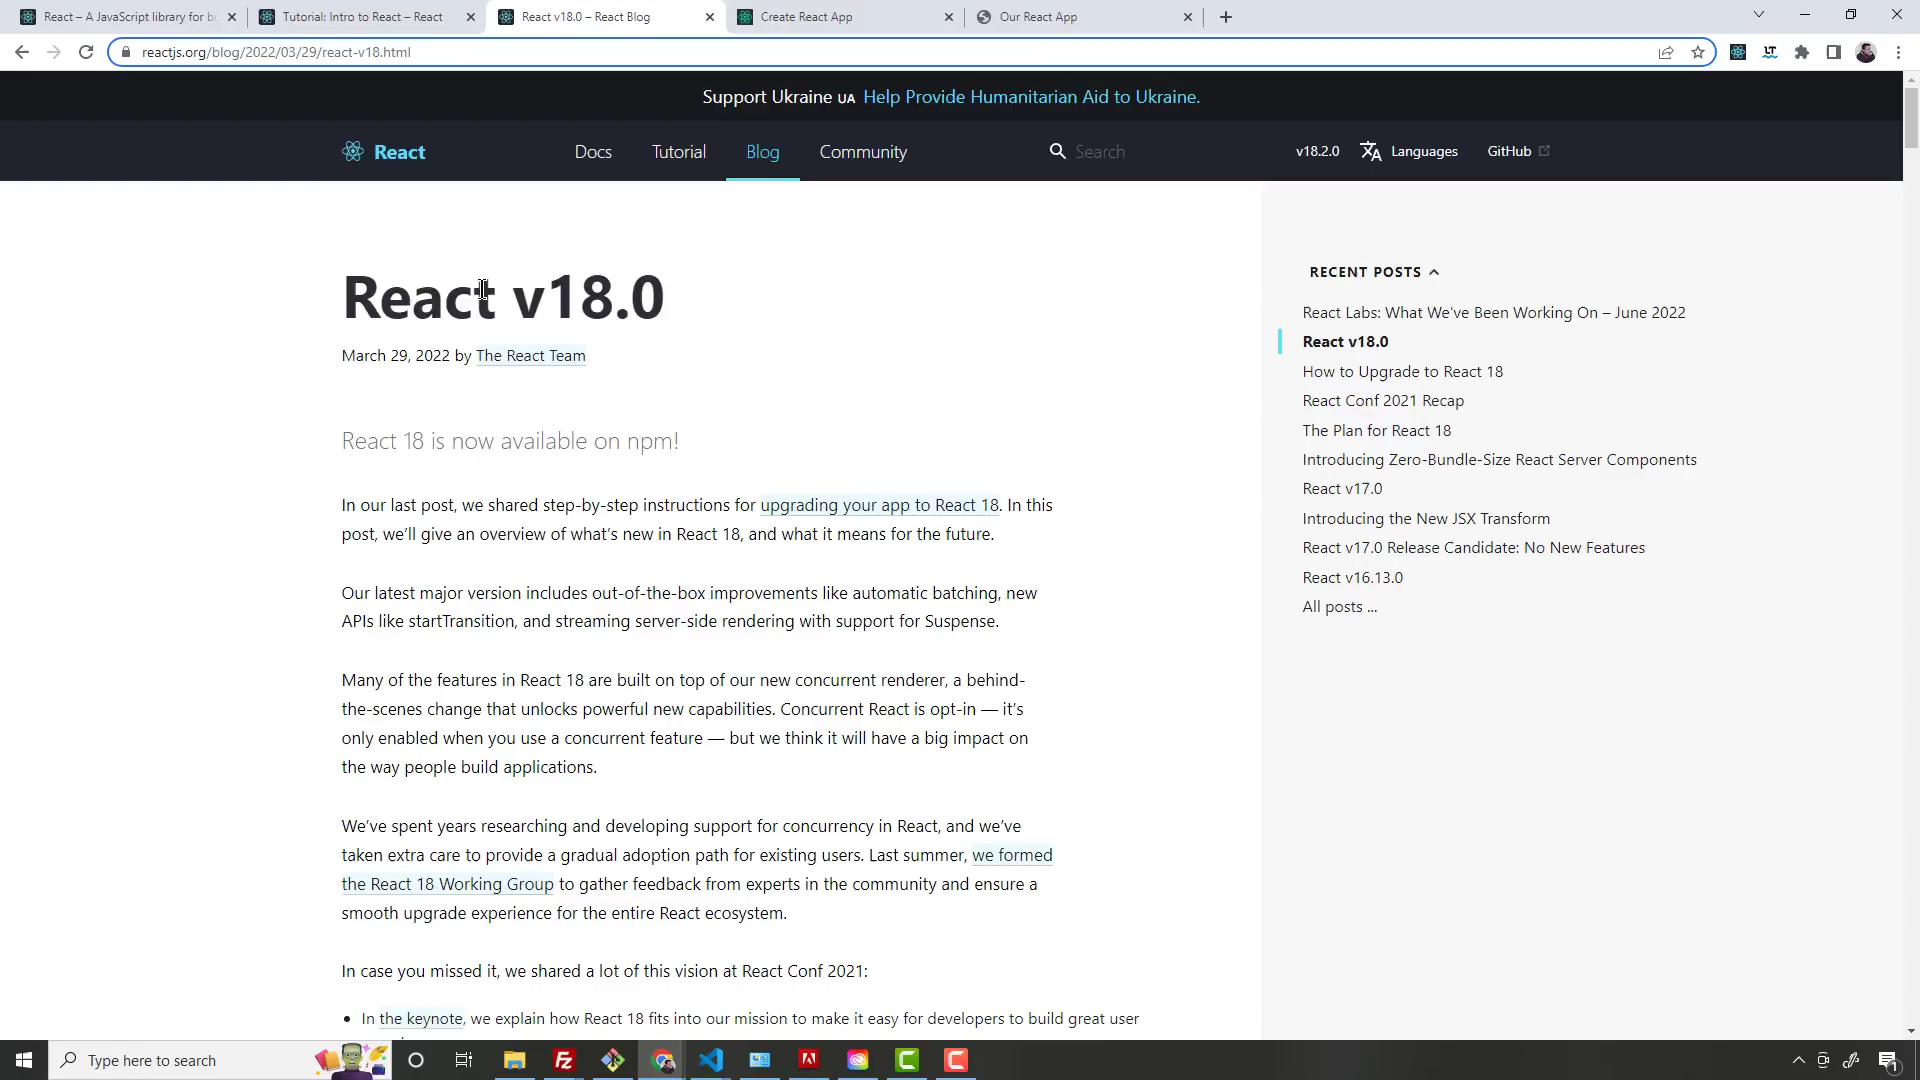 React – A JavaScript library for bu
Tutorial: Intro to React – React
React v18.0 – React Blog
Create React App
Our React App
reactjs.org/blog/2022/03/29/react-v18.html
Support Ukraine UA Help Provide Humanitarian Aid to Ukraine.
React
Docs
Tutorial
Blog
Community
Search
v18.2.0
Languages
GitHub
React v18.0
March 29, 2022 by The React Team
React 18 is now available on npm!
In our last post, we shared step-by-step instructions for upgrading your app to React 18. In this
post, we’ll give an overview of what’s new in React 18, and what it means for the future.
Our latest major version includes out-of-the-box improvements like automatic batching, new
APIs like startTransition, and streaming server-side rendering with support for Suspense.
Many of the features in React 18 are built on top of our new concurrent renderer, a behind-
the-scenes change that unlocks powerful new capabilities. Concurrent React is opt-in — it’s
only enabled when you use a concurrent feature — but we think it will have a big impact on
the way people build applications.
We’ve spent years researching and developing support for concurrency in React, and we’ve
taken extra care to provide a gradual adoption path for existing users. Last summer, we formed
the React 18 Working Group to gather feedback from experts in the community and ensure a
smooth upgrade experience for the entire React ecosystem.
In case you missed it, we shared a lot of this vision at React Conf 2021:
• In the keynote, we explain how React 18 fits into our mission to make it easy for developers to build great user
RECENT POSTS
React Labs: What We've Been Working On – June 2022
React v18.0
How to Upgrade to React 18
React Conf 2021 Recap
The Plan for React 18
Introducing Zero-Bundle-Size React Server Components
React v17.0
Introducing the New JSX Transform
React v17.0 Release Candidate: No New Features
React v16.13.0
All posts ...
Type here to search